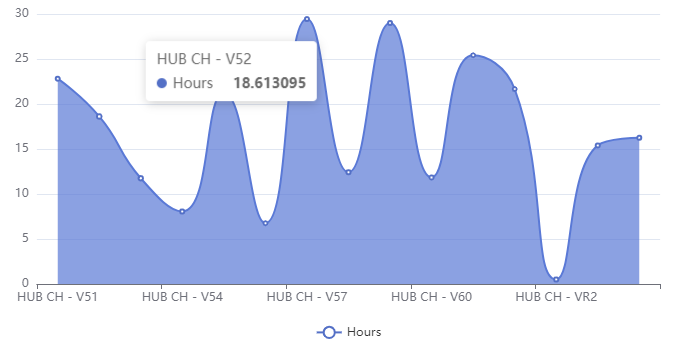 30
HUB CH - V52
25
Hours 18.613095
20
15
10
5
0
HUB CH - V51 HUB CH - V54 HUB CH - V57 HUB CH - V60 HUB CH - VR2
Hours